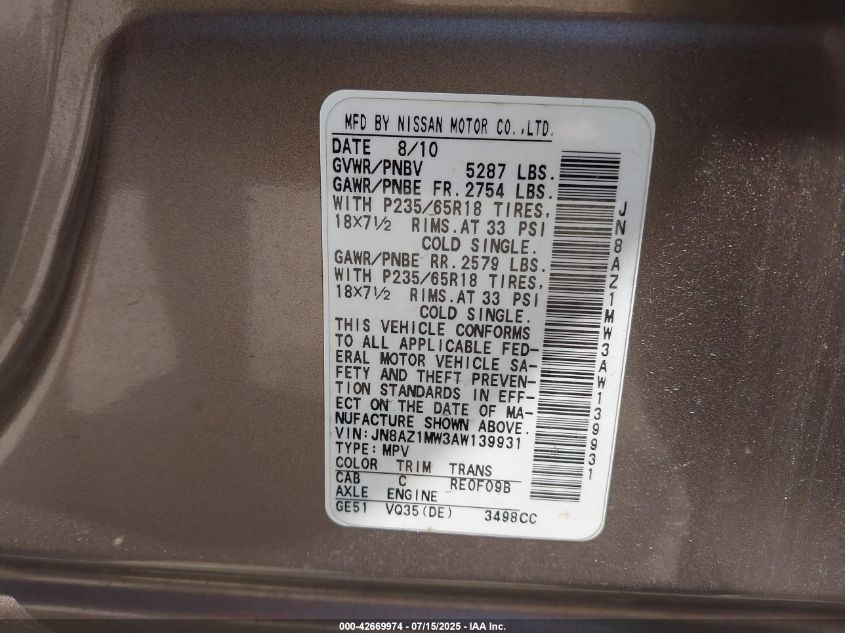 MFD BY NISSAN MOTOR CO.,LTD.
DATE 8/10
GVWR/PNBV 5287 LBS.
GAWR/PNBE FR. 2754 LBS.
WITH P235/65R18 TIRES,
18X7½ RIMS.AT 33 PSI
COLD SINGLE.
GAWR/PNBE RR. 2579 LBS.
WITH P235/65R18 TIRES,
18X7½ RIMS.AT 33 PSI
COLD SINGLE.
THIS VEHICLE CONFORMS
TO ALL APPLICABLE FED-
ERAL MOTOR VEHICLE SA-
FETY AND THEFT PREVEN-
TION STANDARDS IN EFF-
ECT ON THE DATE OF MA-
NUFACTURE SHOWN ABOVE.
VIN:JN8AZ1MW3AW139931
TYPE:MPV
COLOR TRIM TRANS
CAB C RE0F09B
AXLE ENGINE
GE51 VQ35(DE) 3498CC
JN8AZ1MW3AW139931
000-42669974 - 07/15/2025 - IAA Inc.